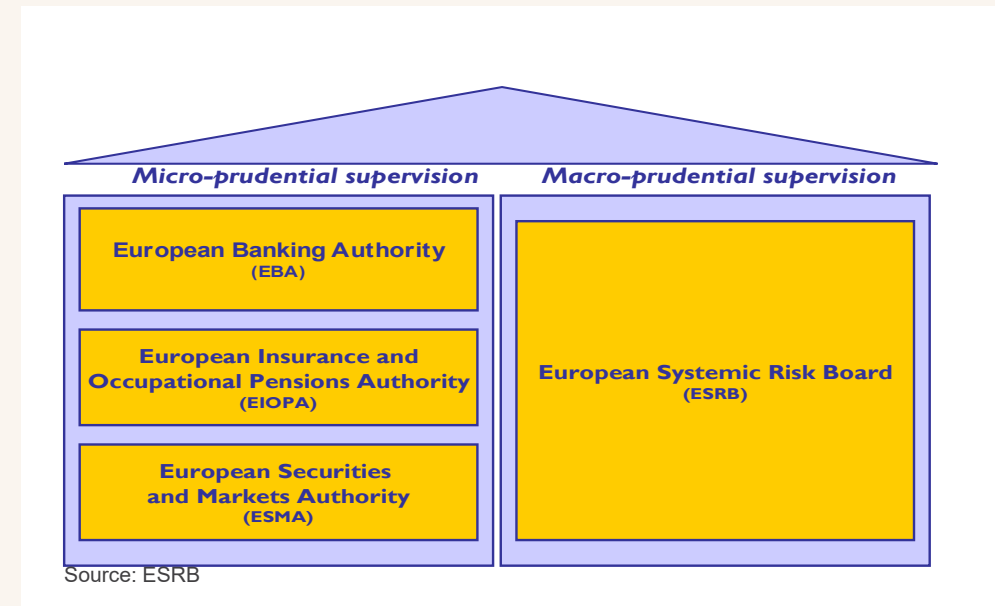 Micro-prudential supervision
Macro-prudential supervision
European Banking Authority
(EBA)
European Insurance and
Occupational Pensions Authority
(EIOPA)
European Securities
and Markets Authority
(ESMA)
European Systemic Risk Board
(ESRB)
Source: ESRB